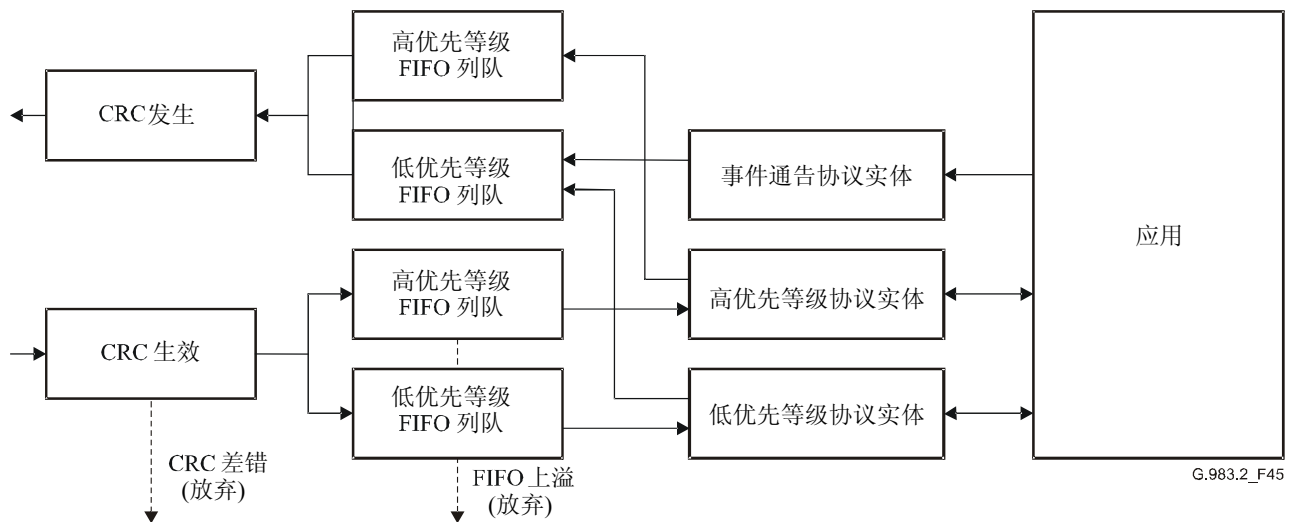 高优先等级
FIFO 列队
CRC发生
低优先等级
FIFO 列队
事件通告协议实体
应用
高优先等级
FIFO 列队
高优先等级协议实体
CRC 生效
低优先等级
FIFO 列队
低优先等级协议实体
CRC 差错
(放弃)
FIFO 上溢
(放弃)
G.983.2_F45